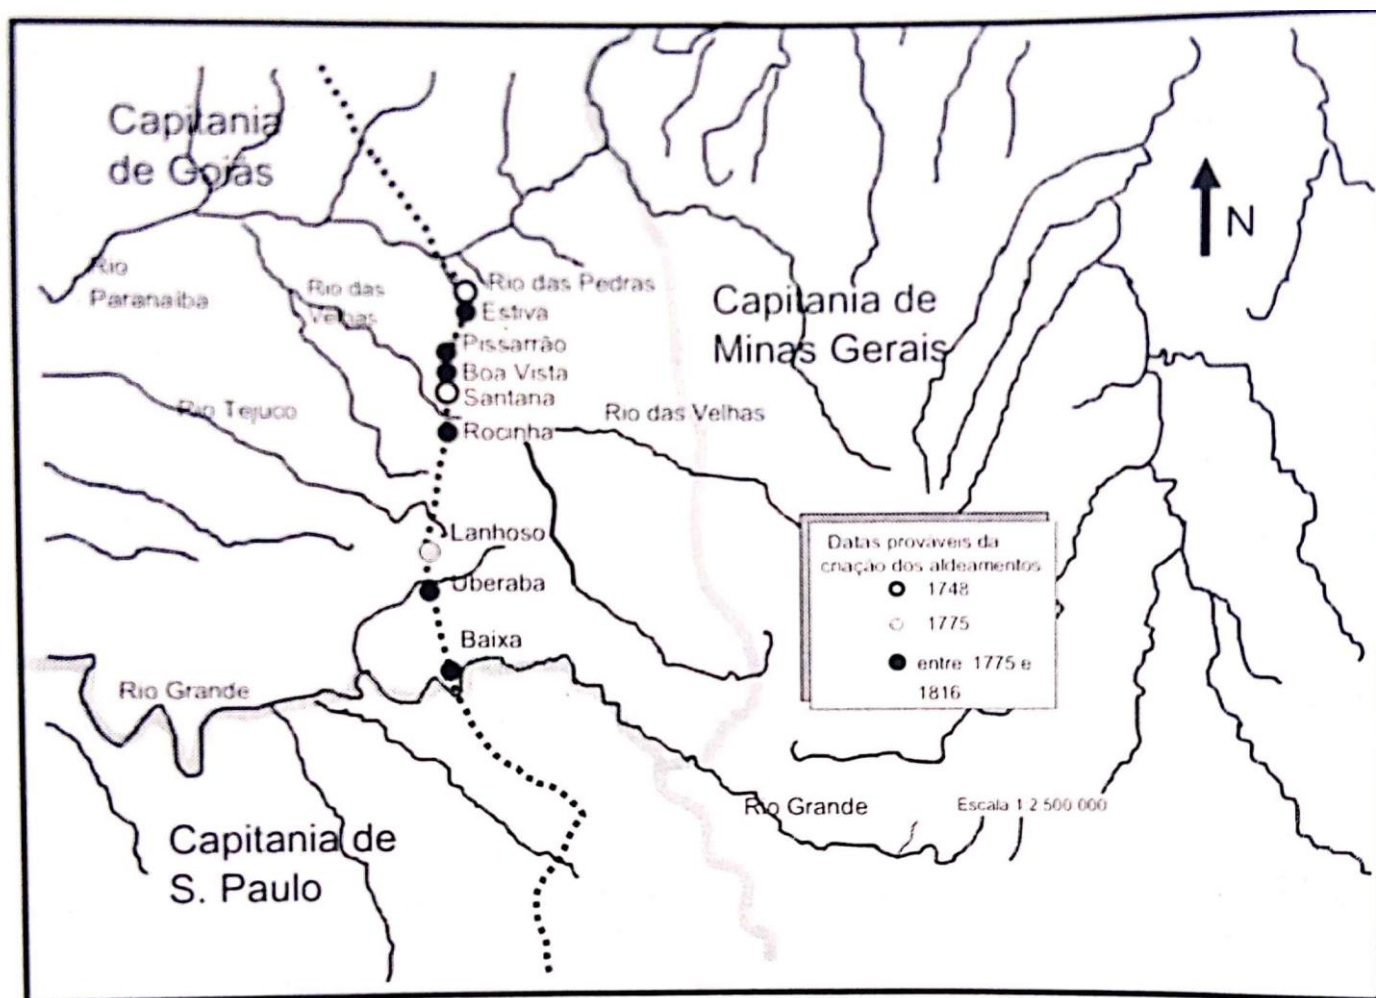 Capitania
de Goiás
N
Rio
Paranaiba
Rio das
Velhas
Rio das Pedras
Estiva
Capitania de
Minas Gerais
Pissarrão
Boa Vista
Santana
Rio Tejuco
Rio das Velhas
Rocinha
Lanhoso
Uberaba
Datas prováveis da
criação dos aldeamentos
1748
1775
entre 1775 e
1816
Baixa
Rio Grande
Rio Grande
Escala 1 2 500 000
Capitania de
S. Paulo